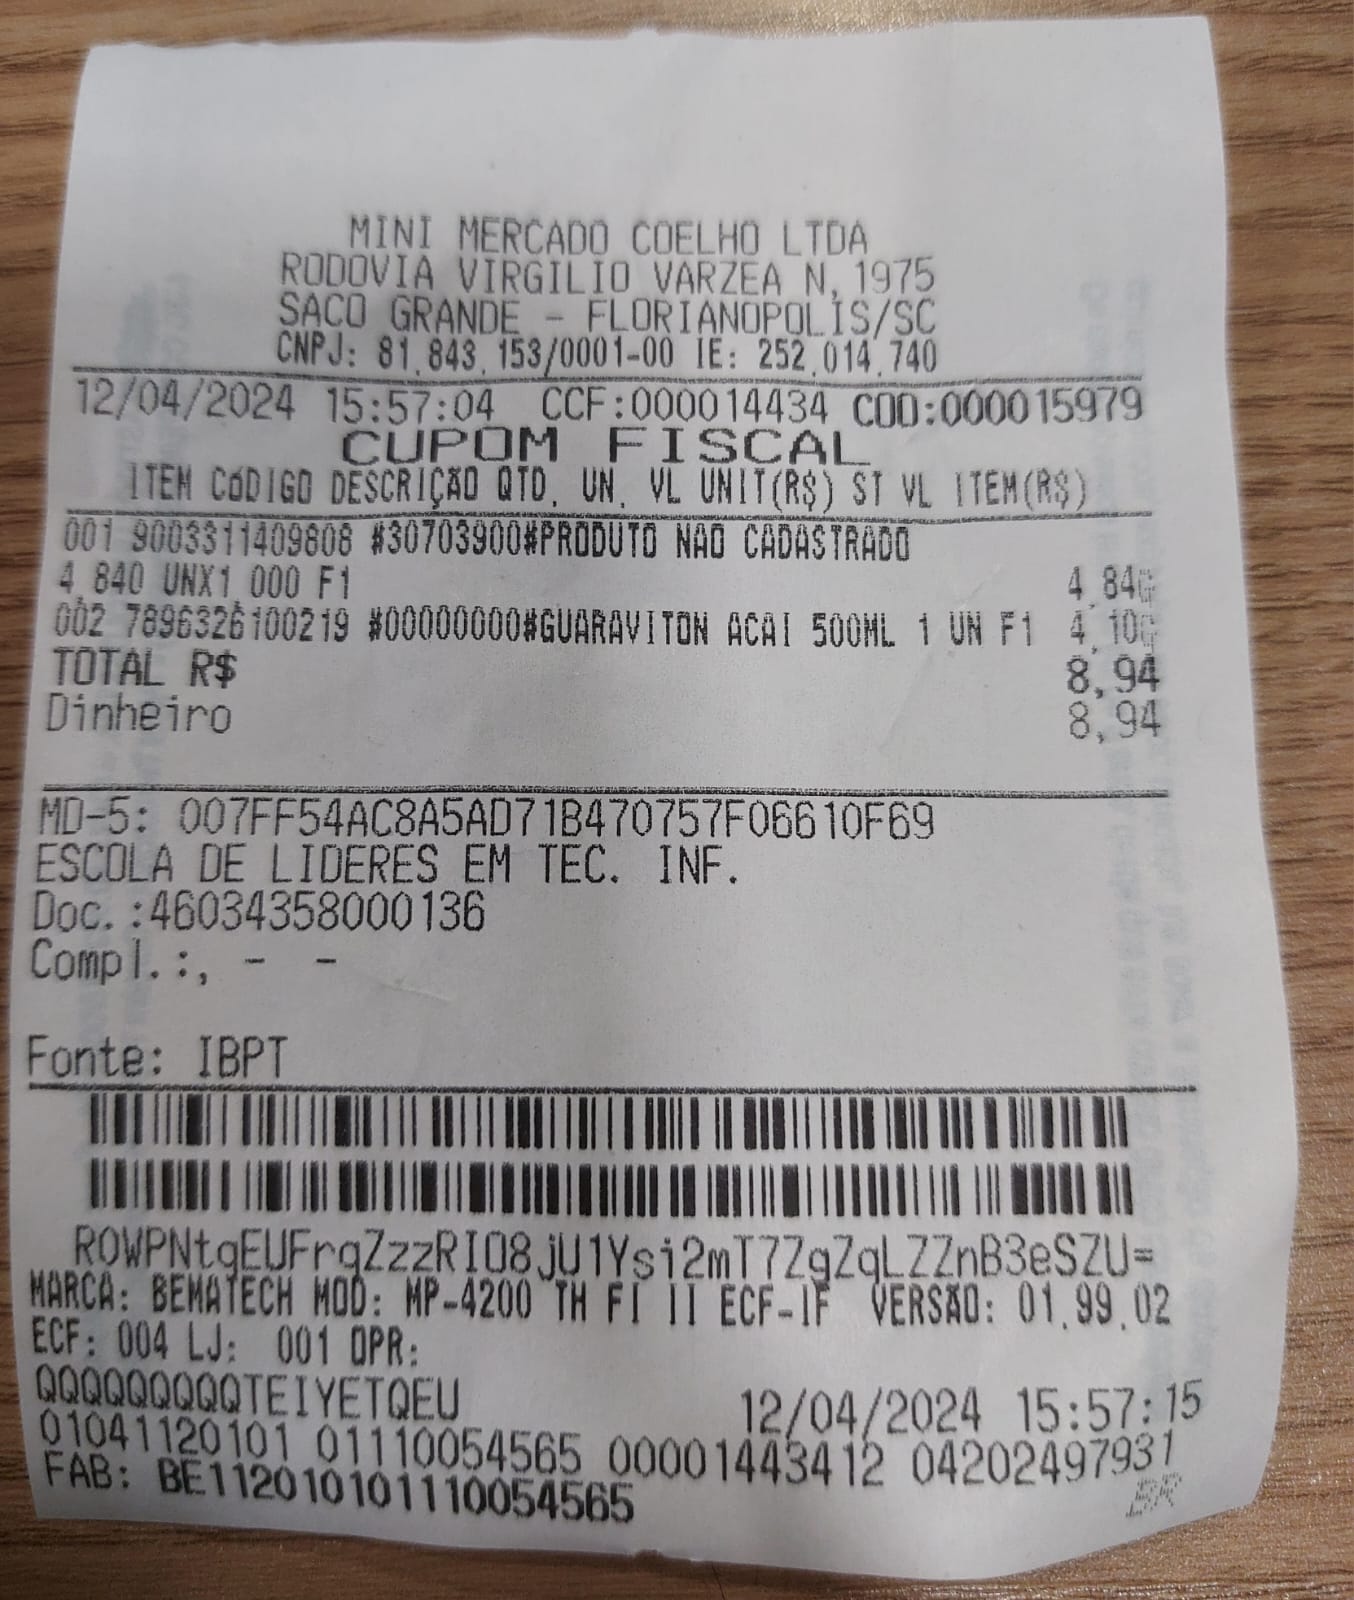 MINI MERCADO COELHO LTDA
RODOVIA VIRGILIO VARZEA N, 1975
SACO GRANDE - FLORIANOPOLIS/SC
CNPJ: 81.843.153/0001-00 IE: 252.014.740
12/04/2024 15:57:04 CCF:000014434 COO:000015979
CUPOM FISCAL
ITEM CÓDIGO DESCRIÇÃO QTD. UN. VL UNIT(R$) ST VL ITEM(R$)
001 9003311409808 #30703900#PRODUTO NAO CADASTRADO
4,840 UNX1,000 F1 4,84G
002 7896326100219 #00000000#GUARAVITON ACAI 500ML 1 UN F1 4,10G
TOTAL R$ 8,94
Dinheiro 8,94
MD-5: 007FF54AC8A5AD71B470757F06610F69
ESCOLA DE LIDERES EM TEC. INF.
Doc.:46034358000136
Compl.:, - -
Fonte: IBPT
ROWPNtqEUFrqZzzRIO8jU1Ysi2mT7ZgZqLZZnB3eSZU=
MARCA: BEMATECH MOD: MP-4200 TH FI II ECF-IF VERSÃO: 01.99.02
ECF: 004 LJ: 001 OPR:
QQQQQQQQQTEIYETQEU 12/04/2024 15:57:15
01041120101 01110054565 00001443412 04202497931
FAB: BE112010101110054565
BR